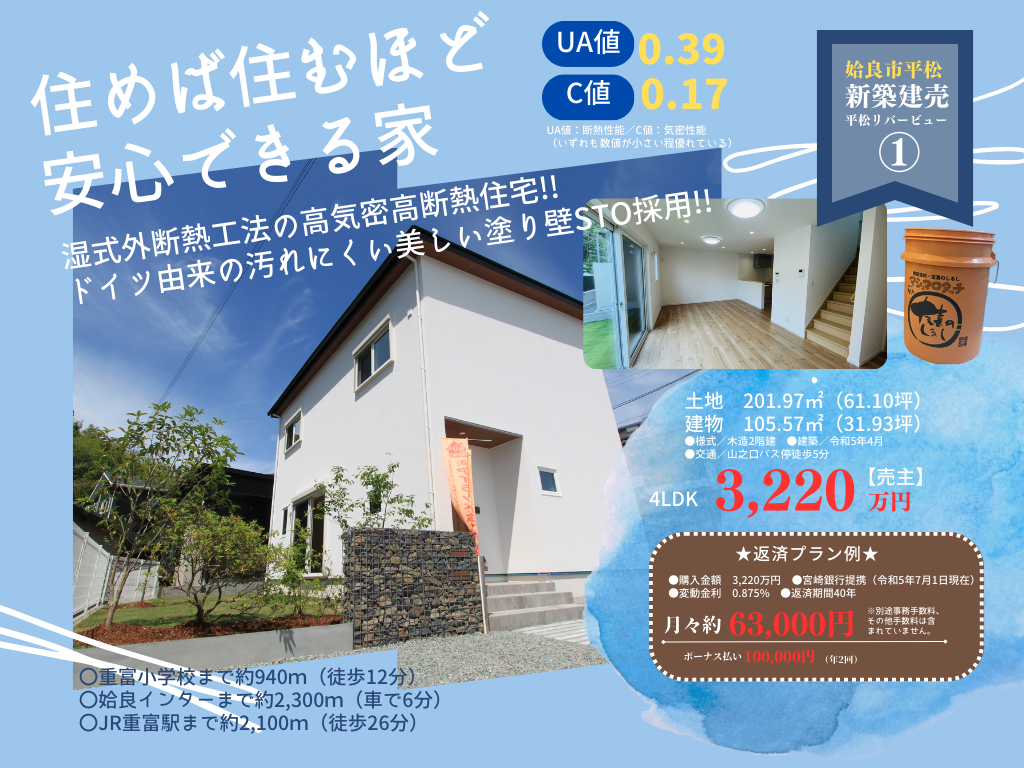 住めば住むほど
安心できる家
湿式外断熱工法の高気密高断熱住宅!!
ドイツ由来の汚れにくい美しい塗り壁STO採用!!
UA値 0.39
C値 0.17
UA値：断熱性能／C値：気密性能
（いずれも数値が小さい程優れている）
姶良市平松
新築建売
平松リバービュー
①
マシュマロタッチ
土地 201.97㎡（61.10坪）
建物 105.57㎡（31.93坪）
●様式／木造2階建 ●建築／令和5年4月
●交通／山之口バス停徒歩5分
4LDK 3,220万円【売主】
★返済プラン例★
●購入金額 3,220万円 ●宮崎銀行提携（令和5年7月1日現在）
●変動金利 0.875% ●返済期間40年
月々約 63,000円
※別途事務手数料、
その他手数料は含
まれていません。
ボーナス払い 100,000円 （年2回）
〇重富小学校まで約940m（徒歩12分）
〇姶良インターまで約2,300m（車で6分）
〇JR重富駅まで約2,100m（徒歩26分）